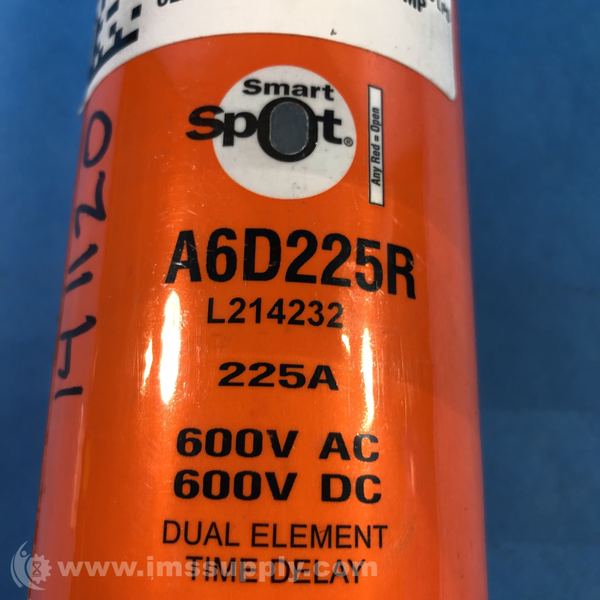 Smart
Spot®
Any Red = Open
A6D225R
L214232
225A
600V AC
600V DC
DUAL ELEMENT
TIME DELAY
141120
www.imssupply.com